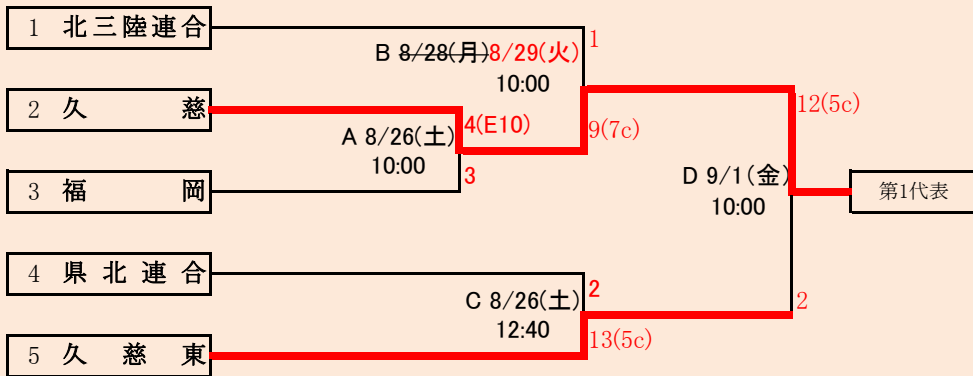 1 北三陸連合
1
B 8/28(月)8/29(火)
10:00
2 久慈
12(5c)
4(E10)
9(7c)
A 8/26(土)
10:00
3
3 福岡
D 9/1(金)
10:00
第1代表
4 県北連合
2
C 8/26(土)
12:40
2
13(5c)
5 久慈東